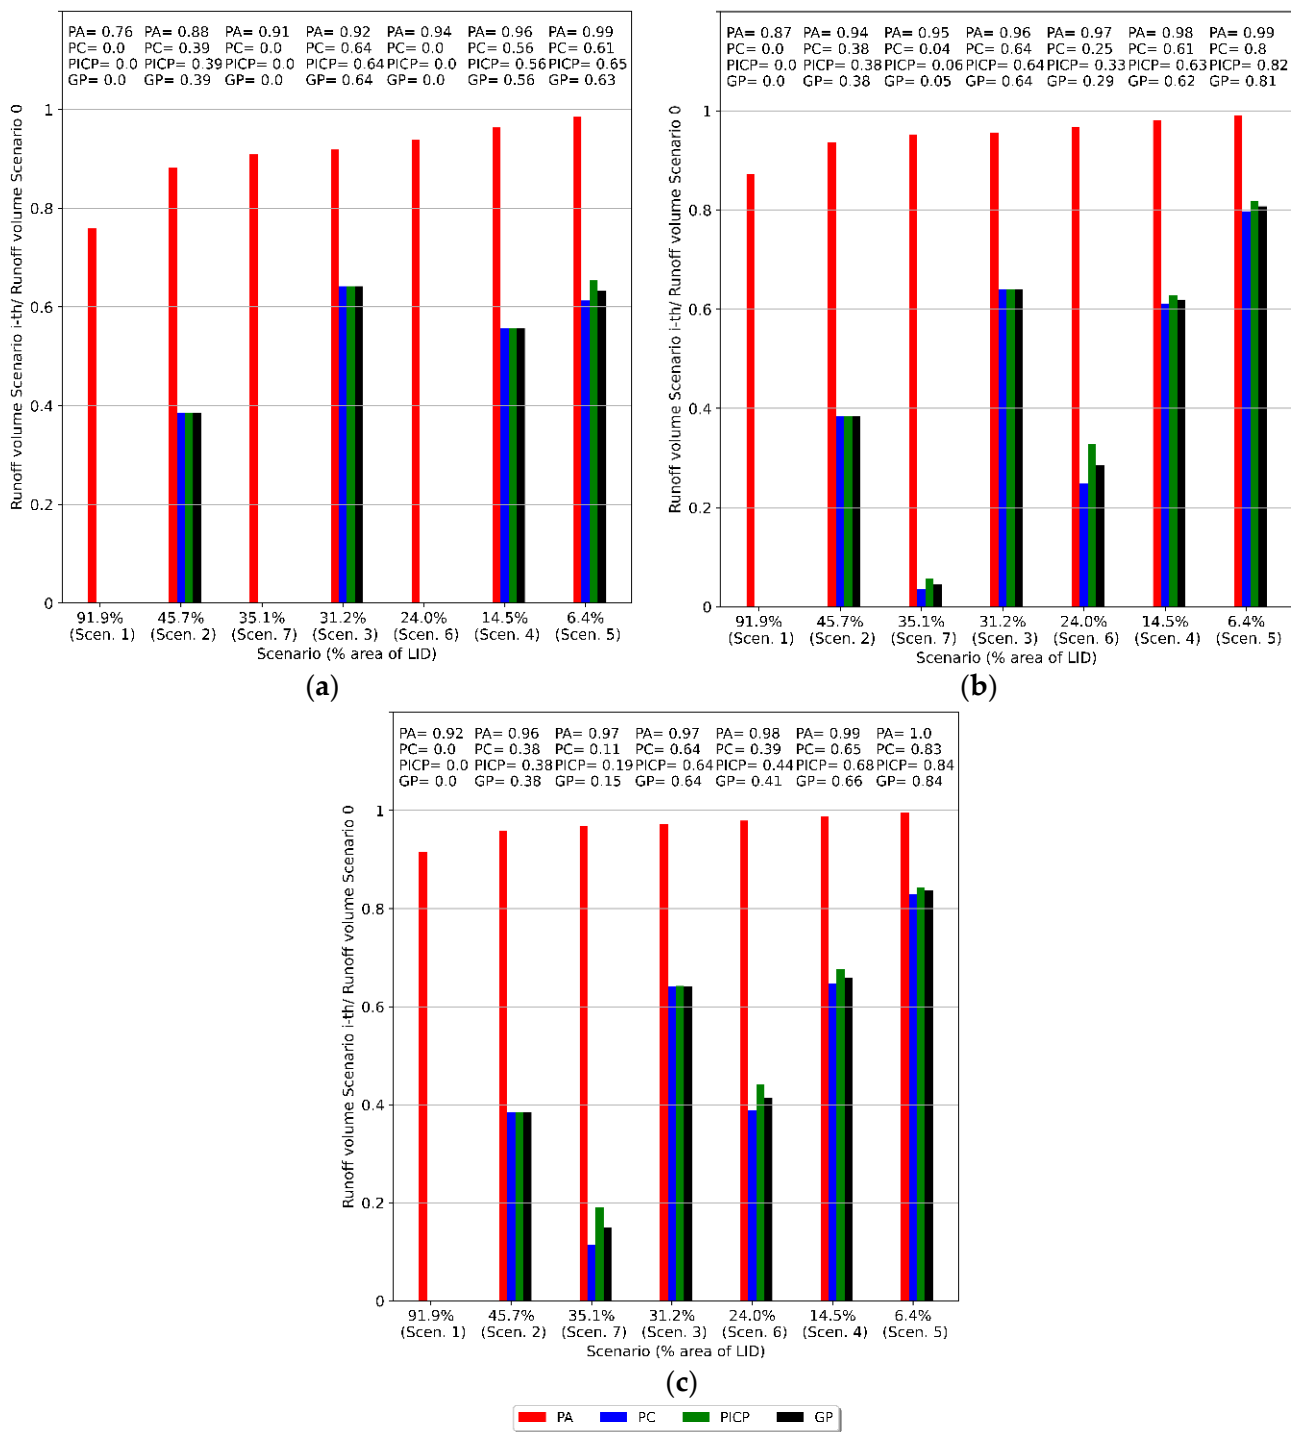 PA= 0.76 PA= 0.88 PA= 0.91 PA= 0.92 PA= 0.94 PA= 0.96 PA= 0.99
PC= 0.0 PC= 0.39 PC= 0.0 PC= 0.64 PC= 0.0 PC= 0.56 PC= 0.61
PICP= 0.0 PICP= 0.39 PICP= 0.0 PICP= 0.64 PICP= 0.0 PICP= 0.56 PICP= 0.65
GP= 0.0 GP= 0.39 GP= 0.0 GP= 0.64 GP= 0.0 GP= 0.56 GP= 0.63
Runoff volume Scenario i-th/ Runoff volume Scenario 0
1
0.8
0.6
0.4
0.2
0
91.9% 45.7% 35.1% 31.2% 24.0% 14.5% 6.4%
(Scen. 1) (Scen. 2) (Scen. 7) (Scen. 3) (Scen. 6) (Scen. 4) (Scen. 5)
Scenario (% area of LID)
(a)
PA= 0.87 PA= 0.94 PA= 0.95 PA= 0.96 PA= 0.97 PA= 0.98 PA= 0.99
PC= 0.0 PC= 0.38 PC= 0.04 PC= 0.64 PC= 0.25 PC= 0.61 PC= 0.8
PICP= 0.0 PICP= 0.38 PICP= 0.06 PICP= 0.64 PICP= 0.33 PICP= 0.63 PICP= 0.82
GP= 0.0 GP= 0.38 GP= 0.05 GP= 0.64 GP= 0.29 GP= 0.62 GP= 0.81
Runoff volume Scenario i-th/ Runoff volume Scenario 0
1
0.8
0.6
0.4
0.2
0
91.9% 45.7% 35.1% 31.2% 24.0% 14.5% 6.4%
(Scen. 1) (Scen. 2) (Scen. 7) (Scen. 3) (Scen. 6) (Scen. 4) (Scen. 5)
Scenario (% area of LID)
(b)
PA= 0.92 PA= 0.96 PA= 0.97 PA= 0.97 PA= 0.98 PA= 0.99 PA= 1.0
PC= 0.0 PC= 0.38 PC= 0.11 PC= 0.64 PC= 0.39 PC= 0.65 PC= 0.83
PICP= 0.0 PICP= 0.38 PICP= 0.19 PICP= 0.64 PICP= 0.44 PICP= 0.68 PICP= 0.84
GP= 0.0 GP= 0.38 GP= 0.15 GP= 0.64 GP= 0.41 GP= 0.66 GP= 0.84
Runoff volume Scenario i-th/ Runoff volume Scenario 0
1
0.8
0.6
0.4
0.2
0
91.9% 45.7% 35.1% 31.2% 24.0% 14.5% 6.4%
(Scen. 1) (Scen. 2) (Scen. 7) (Scen. 3) (Scen. 6) (Scen. 4) (Scen. 5)
Scenario (% area of LID)
(c)
PA PC PICP GP